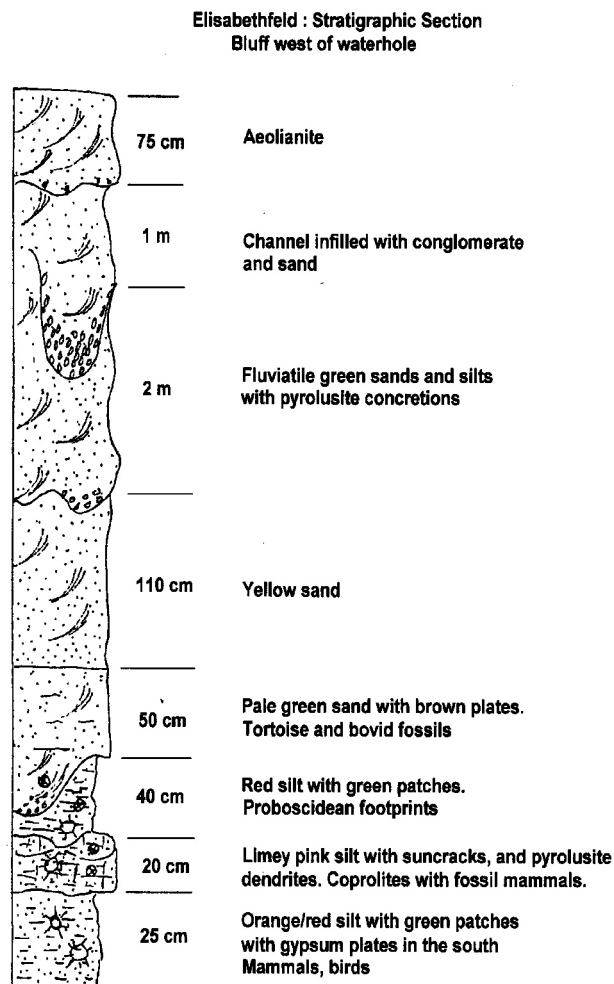 Elisabethfeld : Stratigraphic Section
Bluff west of waterhole
75 cm
Aeolianite
1 m
Channel infilled with conglomerate
and sand
2 m
Fluviatile green sands and silts
with pyrolusite concretions
110 cm
Yellow sand
50 cm
Pale green sand with brown plates.
Tortoise and bovid fossils
40 cm
Red silt with green patches.
Proboscidean footprints
20 cm
Limey pink silt with suncracks, and pyrolusite
dendrites. Coprolites with fossil mammals.
25 cm
Orange/red silt with green patches
with gypsum plates in the south
Mammals, birds